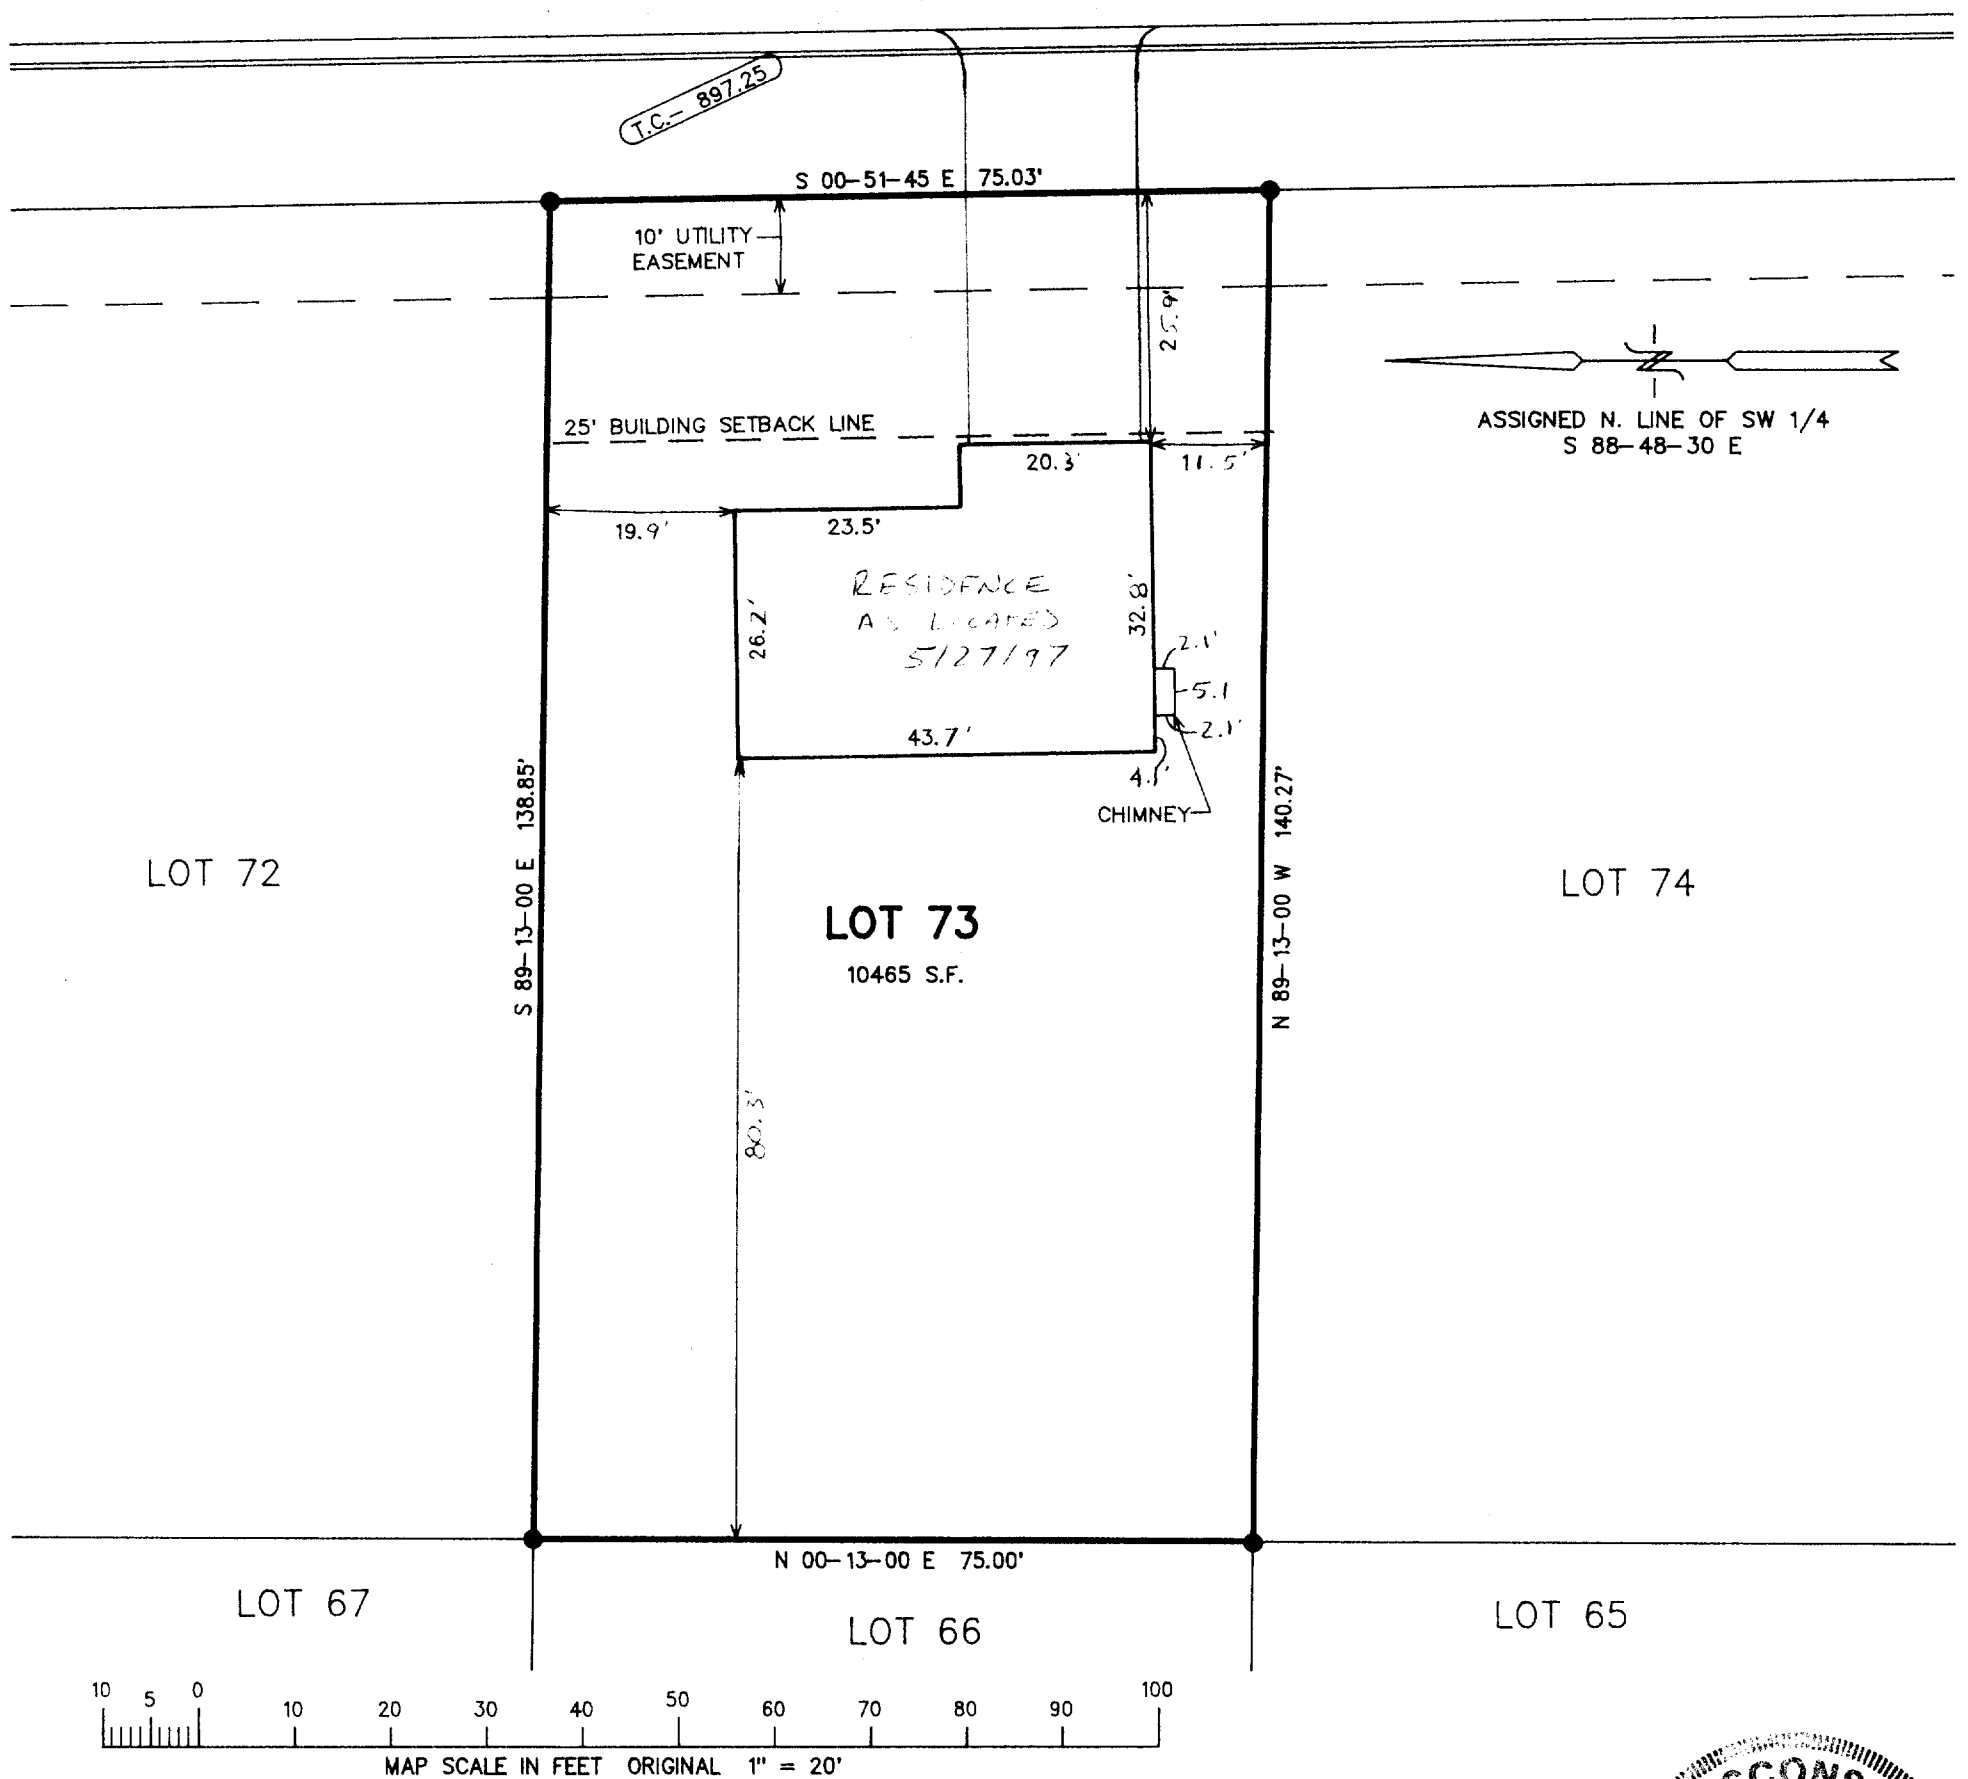 T.C.– 897.25
S 00–51–45 E 75.03'
10' UTILITY
EASEMENT
25.9'
ASSIGNED N. LINE OF SW 1/4
S 88–48–30 E
25' BUILDING SETBACK LINE
20.3'
11.5'
19.9'
23.5'
RESIDENCE
AS LOCATED
5/27/97
26.2'
32.8'
2.1'
5.1
2.1'
43.7'
4.1'
CHIMNEY
S 89–13–00 E 138.85'
N 89–13–00 W 140.27'
LOT 72
LOT 74
LOT 73
10465 S.F.
80.3'
N 00–13–00 E 75.00'
LOT 67
LOT 66
LOT 65
10 5 0 10 20 30 40 50 60 70 80 90 100
MAP SCALE IN FEET ORIGINAL 1" = 20'